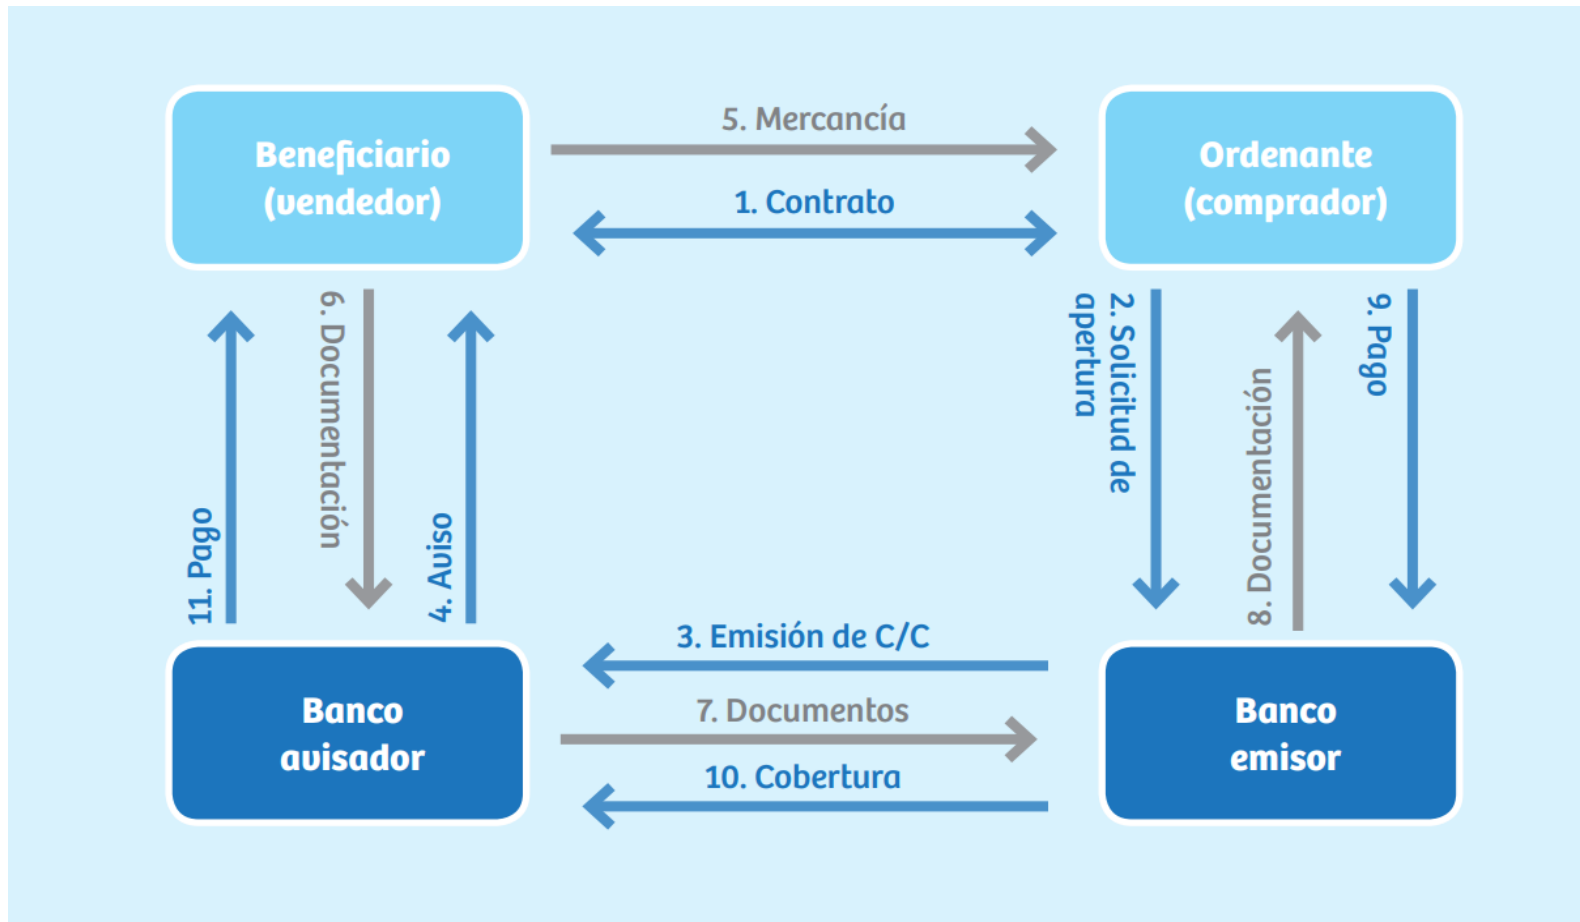 5. Mercancía
Beneficiario
(vendedor)
Ordenante
(comprador)
1. Contrato
11. Pago
6. Documentación
4. Aviso
2. Solicitud de
apertura
8. Documentación
9. Pago
3. Emisión de C/C
7. Documentos
10. Cobertura
Banco
avisador
Banco
emisor